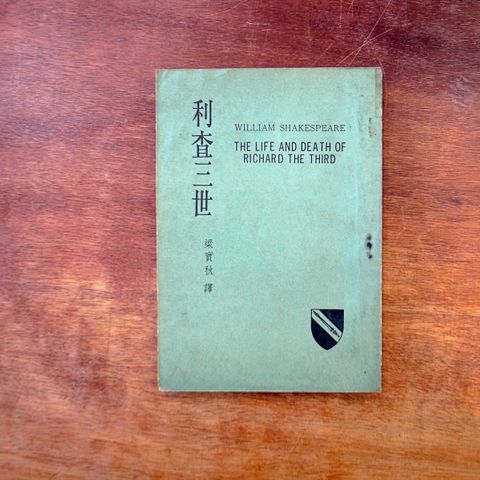 利查三世
梁實秋 譯
WILLIAM SHAKESPEARE
THE LIFE AND DEATH OF
RICHARD THE THIRD